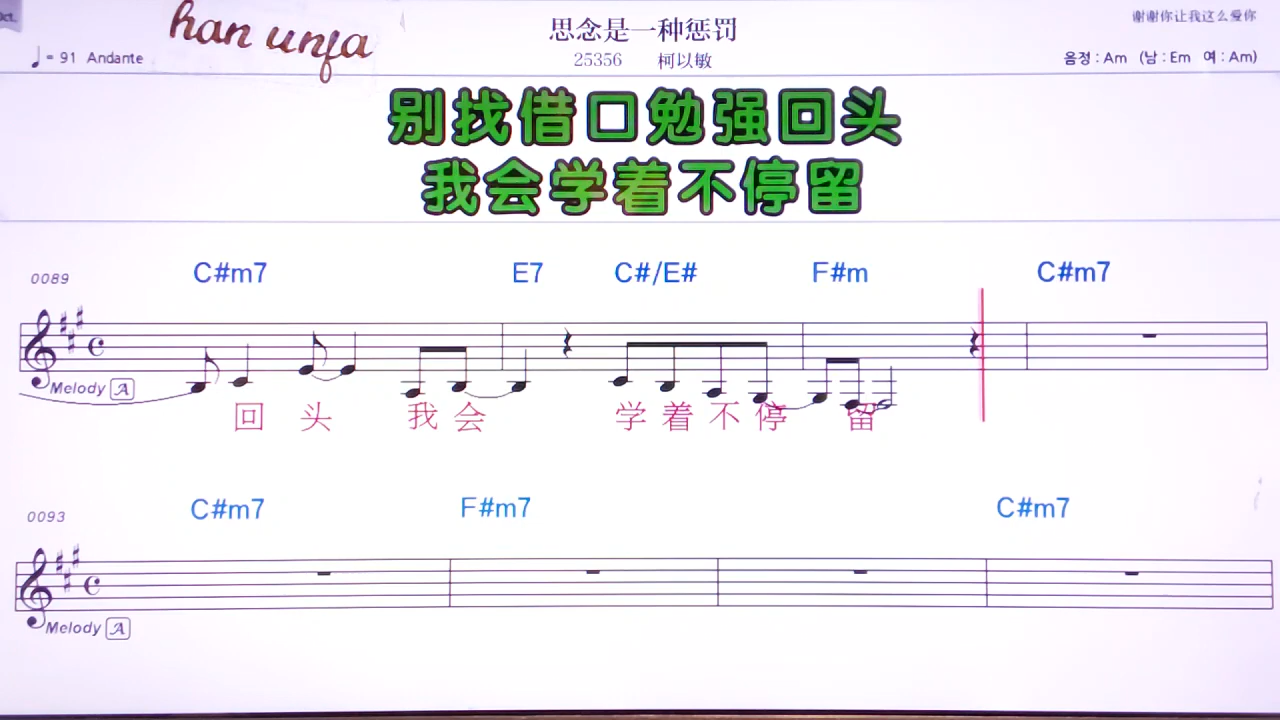 oct.
han unfa
思念是一种惩罚
谢谢你让我这么爱你
♩= 91 Andante
25356 柯以敏
음정 : Am (남 : Em 여 : Am)
别找借口勉强回头
我会学着不停留
0089 C#m7 E7 C#/E# F#m C#m7
Melody A
回 头 我 会 学 着 不 停 留
0093 C#m7 F#m7 C#m7
Melody A